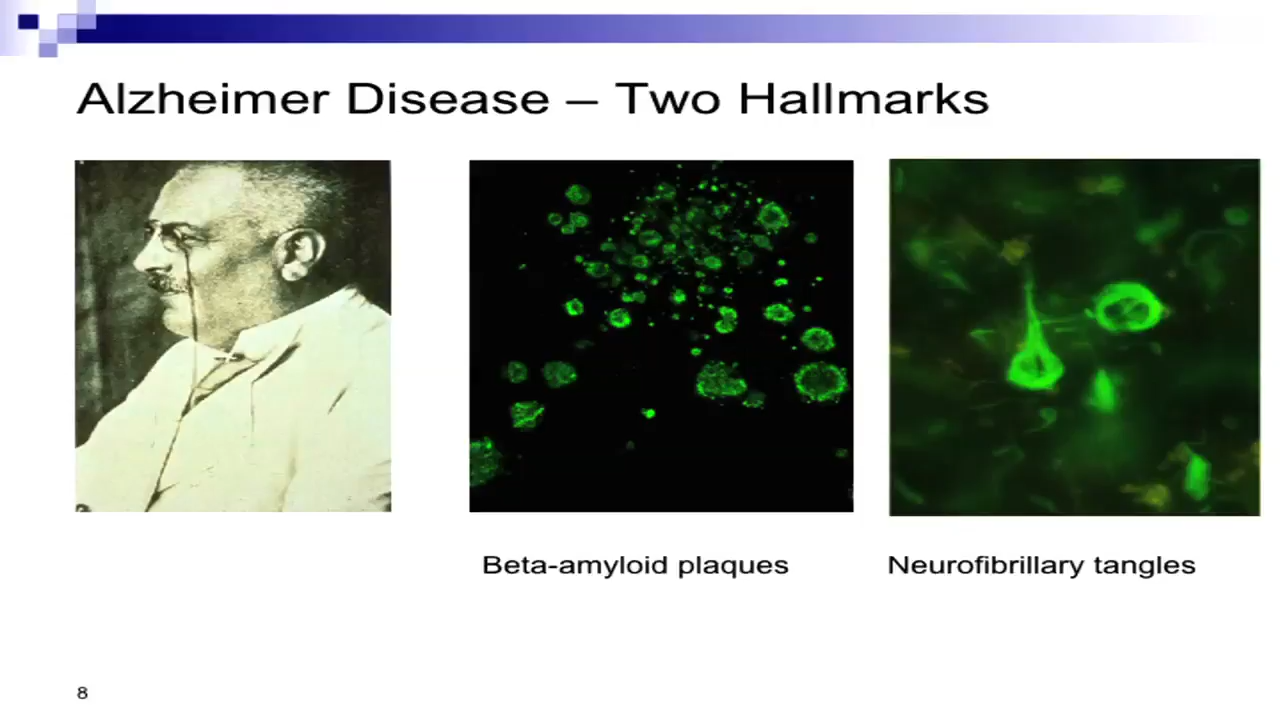 Alzheimer Disease – Two Hallmarks
Beta-amyloid plaques
Neurofibrillary tangles
8